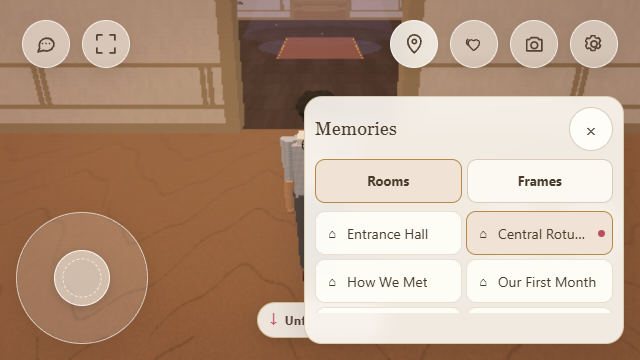 Memories
Rooms
Frames
Entrance Hall
Central Rotu...
How We Met
Our First Month